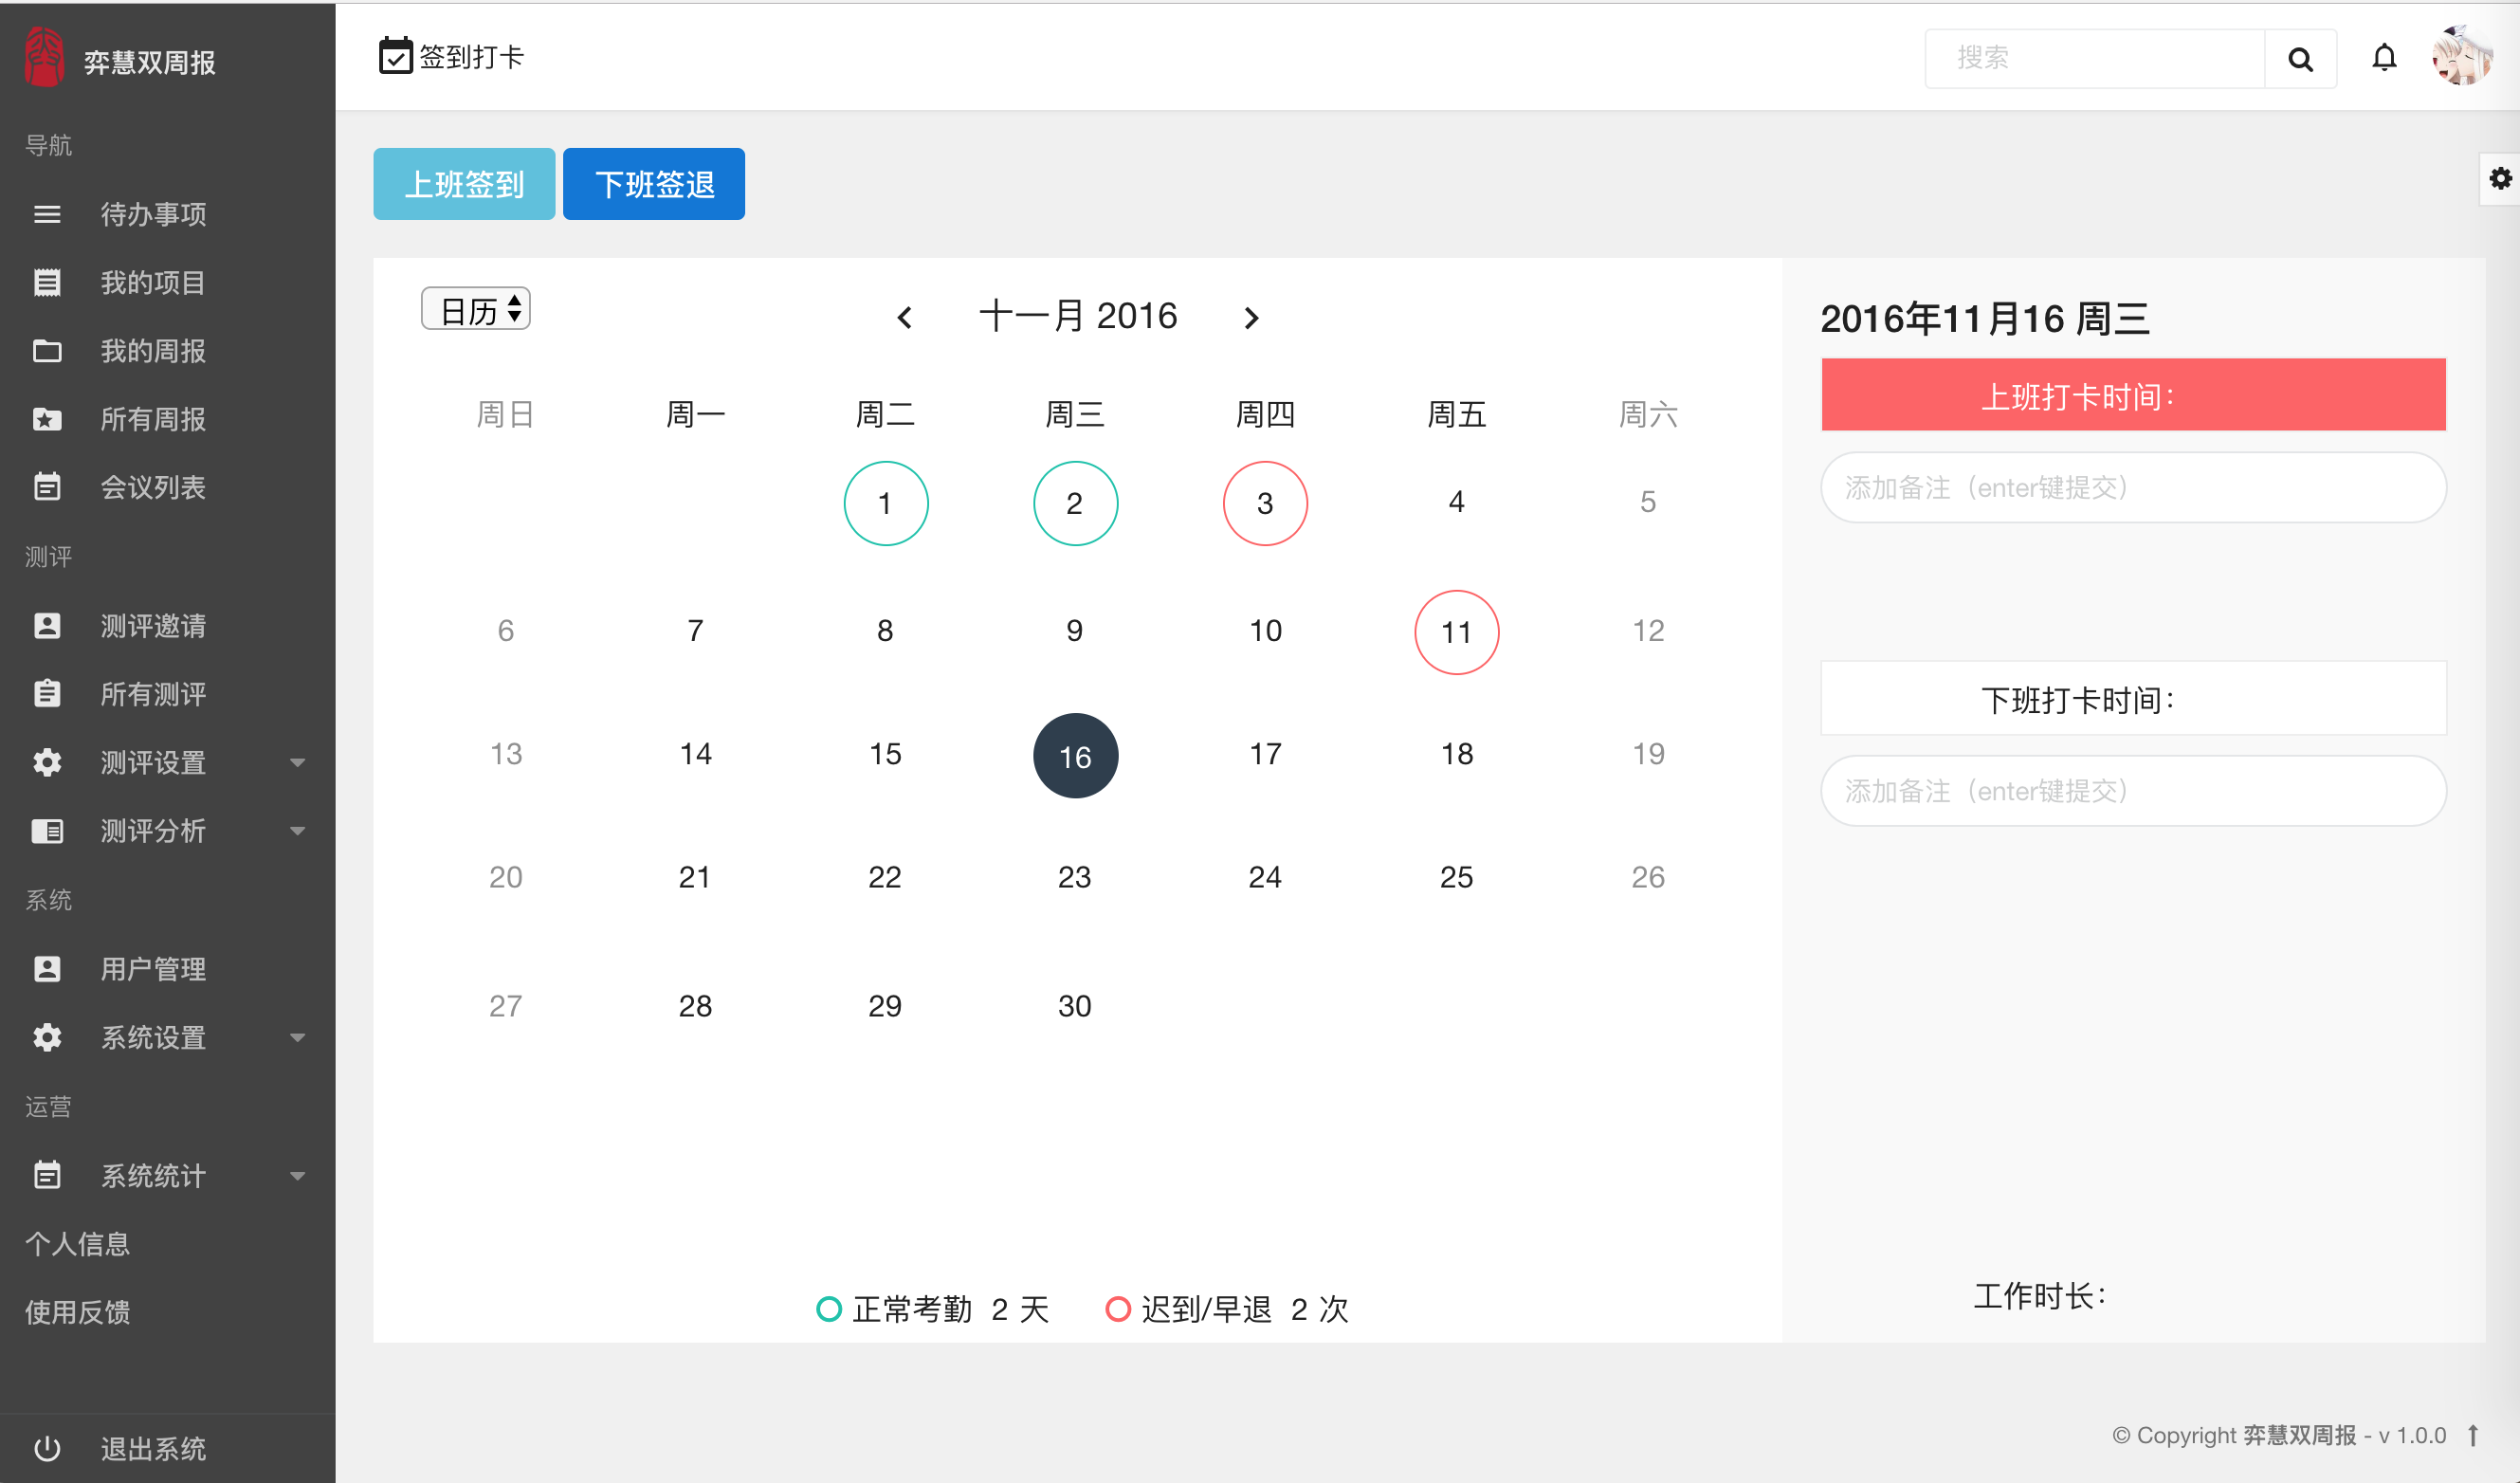 弈慧双周报
导航
待办事项
我的项目
我的周报
所有周报
会议列表
测评
测评邀请
所有测评
测评设置
测评分析
系统
用户管理
系统设置
运营
系统统计
个人信息
使用反馈
退出系统
签到打卡
搜索
上班签到 下班签退
日历
十一月 2016
周日 周一 周二 周三 周四 周五 周六
1 2 3 4 5
6 7 8 9 10 11 12
13 14 15 16 17 18 19
20 21 22 23 24 25 26
27 28 29 30
正常考勤 2 天 迟到/早退 2 次
2016年11月16 周三
上班打卡时间：
添加备注（enter键提交）
下班打卡时间：
添加备注（enter键提交）
工作时长：
© Copyright 弈慧双周报 - v 1.0.0